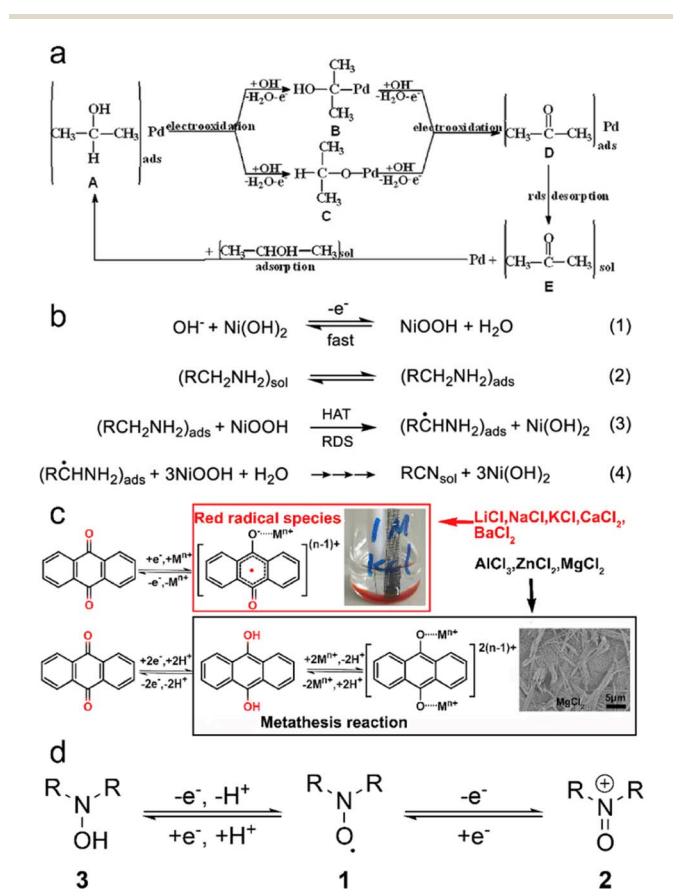 a
OH
CH₃—C—CH₃
H
A
ads
Pd
electrooxidation
+OH⁻
-H₂O-e⁻
CH₃
HO—C—Pd
CH₃
B
+OH⁻
-H₂O-e⁻
+OH⁻
-H₂O-e⁻
CH₃
H—C—O—Pd
CH₃
C
+OH⁻
-H₂O-e⁻
electrooxidation
O
CH₃—C—CH₃
D
Pd
ads
rds desorption
+ [CH₃—CHOH—CH₃]sol
adsorption
Pd +
O
CH₃—C—CH₃
E
sol
b
OH⁻ + Ni(OH)₂ -e⁻ fast NiOOH + H₂O (1)
(RCH₂NH₂)sol ⇌ (RCH₂NH₂)ads (2)
(RCH₂NH₂)ads + NiOOH HAT RDS (RĊHNH₂)ads + Ni(OH)₂ (3)
(RĊHNH₂)ads + 3NiOOH + H₂O →→→ RCNsol + 3Ni(OH)₂ (4)
c
Red radical species
O
O
+e⁻,+Mⁿ⁺
-e⁻,-Mⁿ⁺
O····Mⁿ⁺
O
(n-1)+
1 M
KCl
LiCl,NaCl,KCl,CaCl₂,
BaCl₂
AlCl₃,ZnCl₂,MgCl₂
O
O
+2e⁻,+2H⁺
-2e⁻,-2H⁺
OH
OH
+2Mⁿ⁺,-2H⁺
-2Mⁿ⁺,+2H⁺
O····Mⁿ⁺
O····Mⁿ⁺
2(n-1)+
MgCl₂
5μm
Metathesis reaction
d
R N R
OH
3
-e⁻, -H⁺
+e⁻, +H⁺
R N R
O
1
-e⁻
+e⁻
R N R
O
2